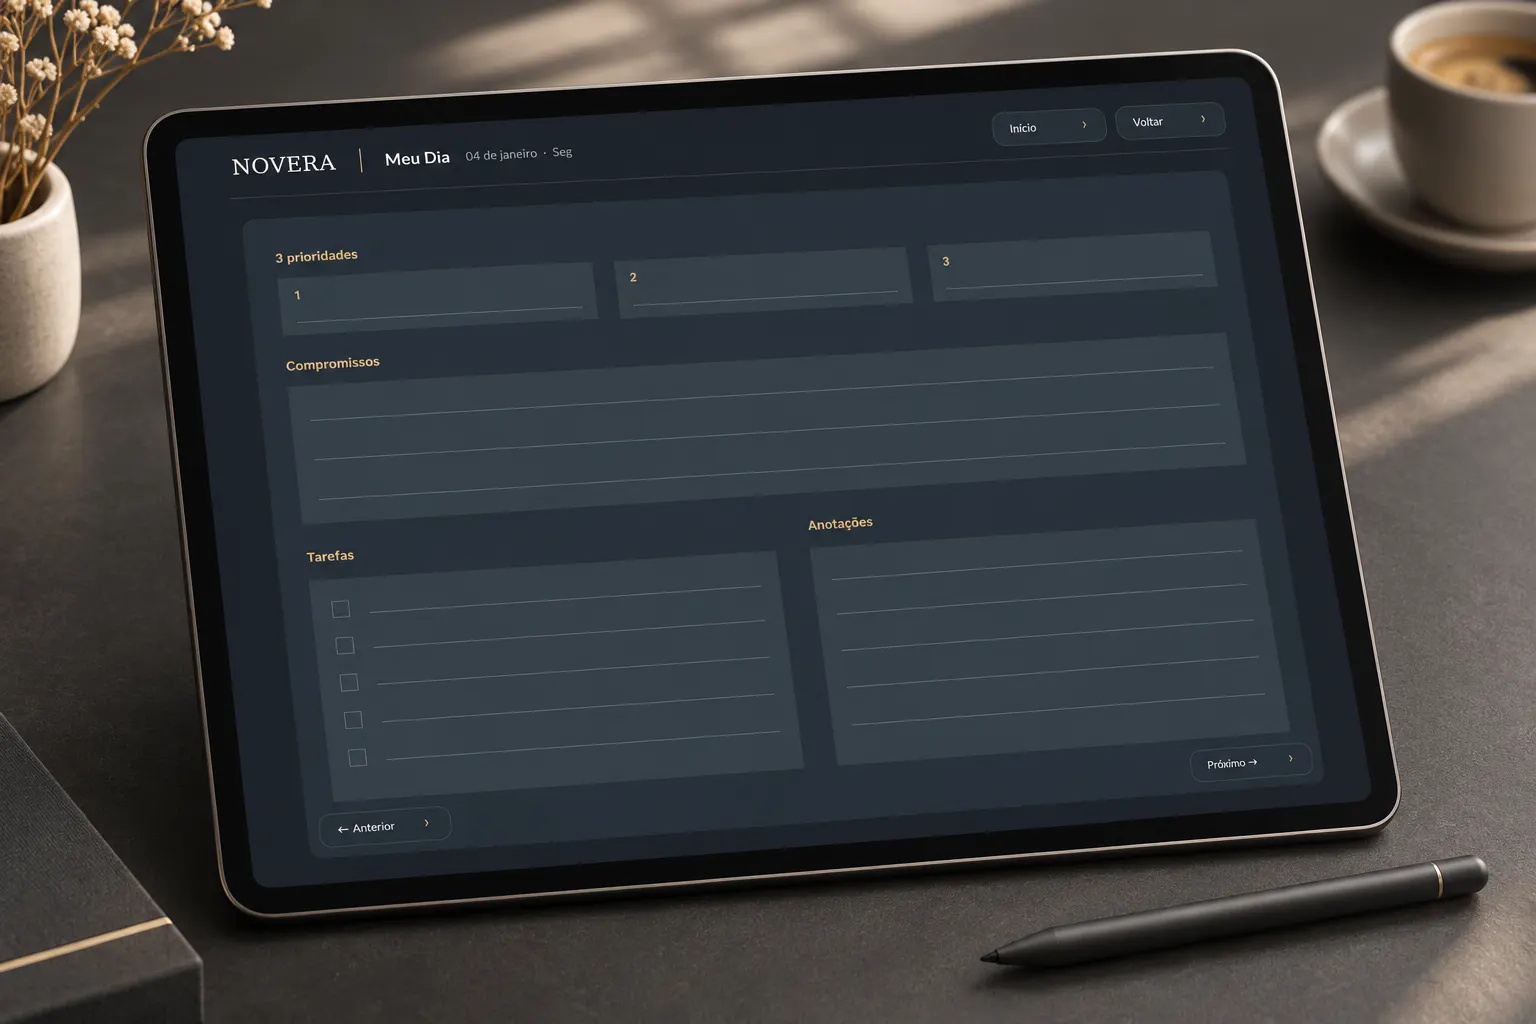 NOVERA | Meu Dia 04 de janeiro · Seg
Início ›
Voltar ›
3 prioridades
1
2
3
Compromissos
Tarefas
Anotações
← Anterior ›
Próximo → ›